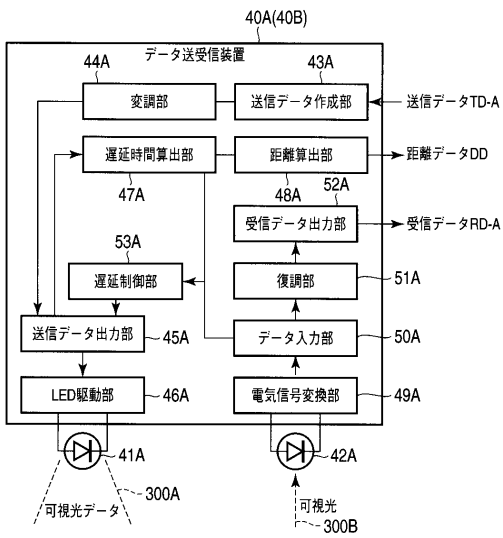 40A(40B)
データ送受信装置
44A
43A
変調部
送信データ作成部
送信データTD-A
遅延時間算出部
距離算出部
距離データDD
47A
48A
52A
受信データ出力部
受信データRD-A
53A
遅延制御部
復調部
51A
送信データ出力部
45A
データ入力部
50A
LED駆動部
46A
電気信号変換部
49A
41A
42A
300A
可視光データ
可視光
300B